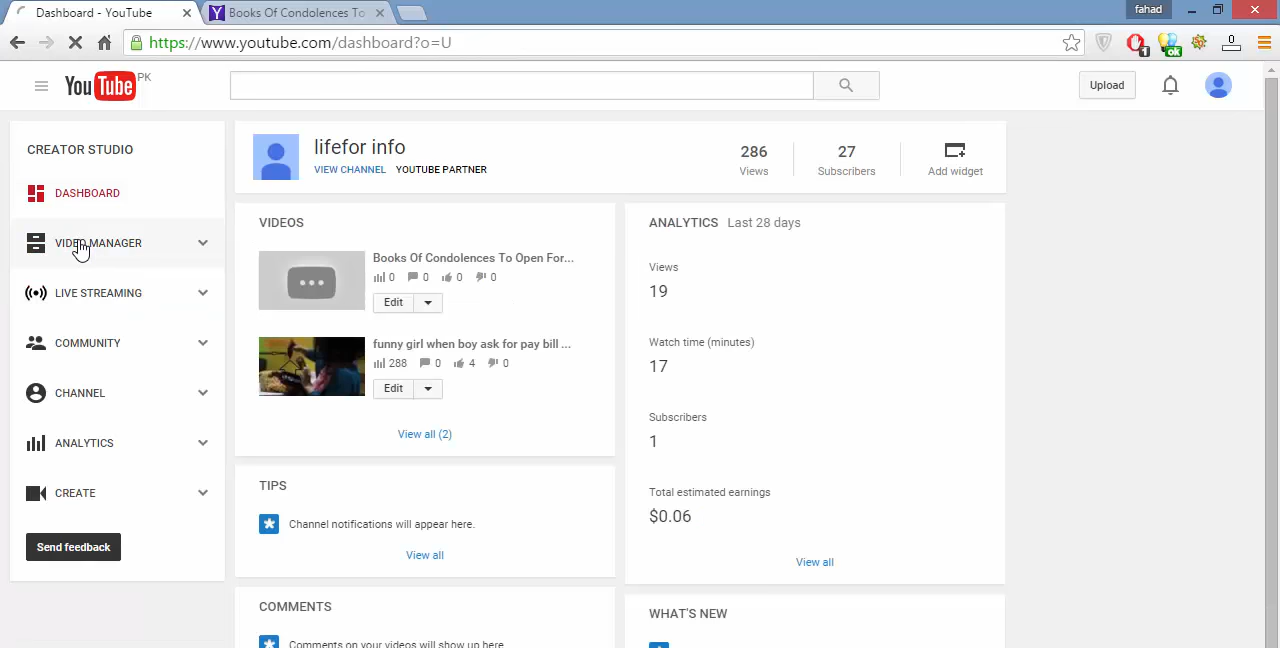 Dashboard - YouTube
Books Of Condolences To
fahad
https://www.youtube.com/dashboard?o=U
1
ok
0
YouTube PK
Upload
CREATOR STUDIO
DASHBOARD
VIDEO MANAGER
LIVE STREAMING
COMMUNITY
CHANNEL
ANALYTICS
CREATE
Send feedback
lifefor info
VIEW CHANNEL YOUTUBE PARTNER
286
Views
27
Subscribers
Add widget
VIDEOS
Books Of Condolences To Open For...
0 0 0 0
Edit
funny girl when boy ask for pay bill ...
288 0 4 0
Edit
View all (2)
TIPS
Channel notifications will appear here.
View all
COMMENTS
Comments on your videos will show up here
ANALYTICS Last 28 days
Views
19
Watch time (minutes)
17
Subscribers
1
Total estimated earnings
$0.06
View all
WHAT'S NEW